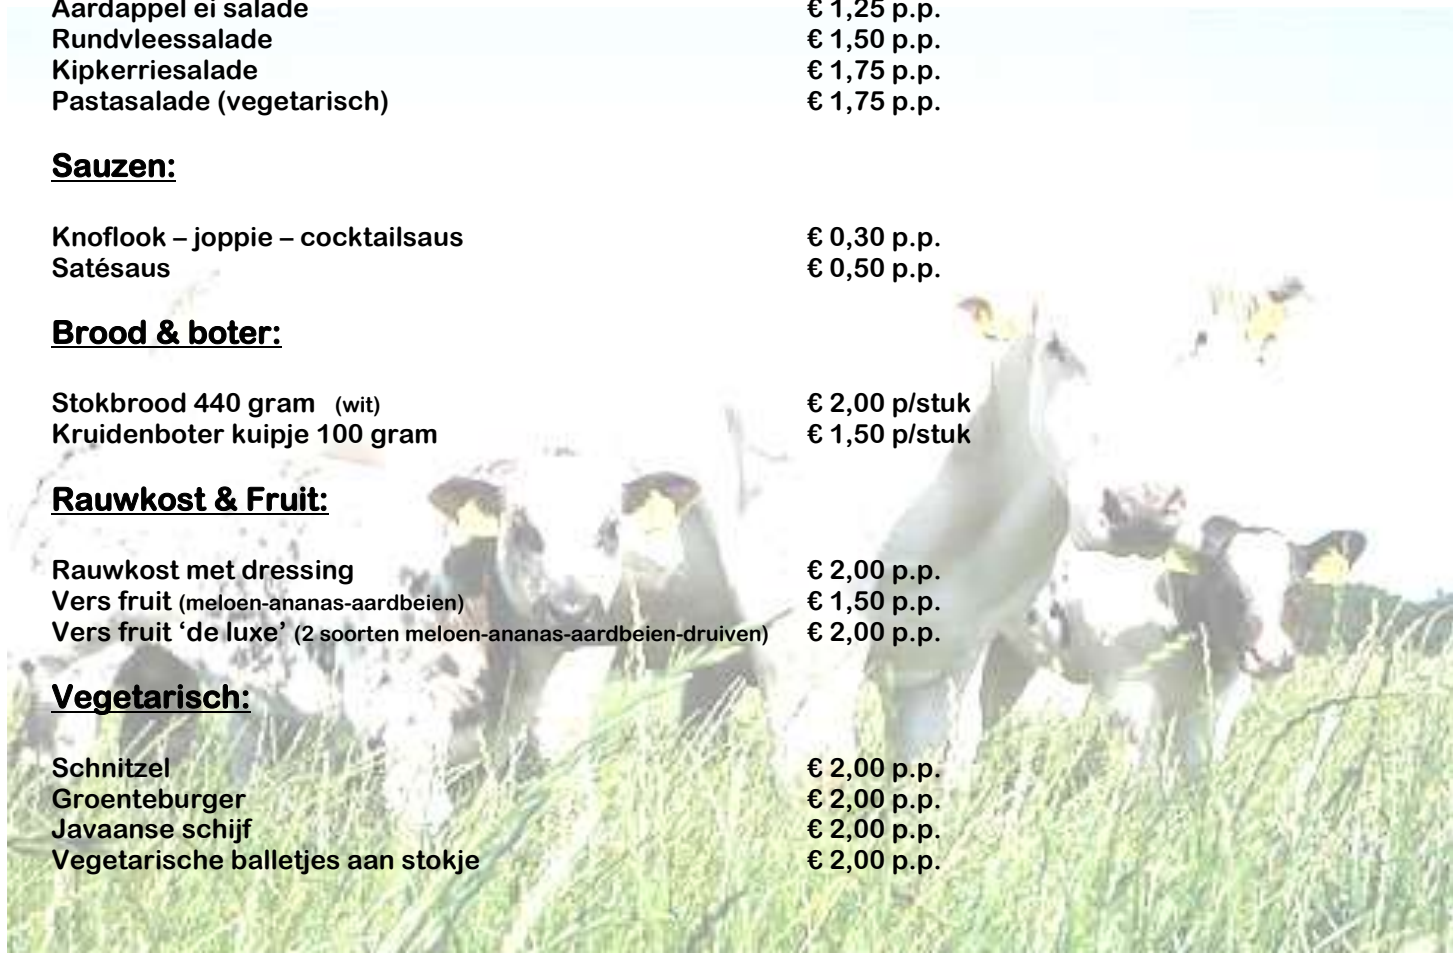 Aardappel ei salade € 1,25 p.p.
Rundvleessalade € 1,50 p.p.
Kipkerriesalade € 1,75 p.p.
Pastasalade (vegetarisch) € 1,75 p.p.
Sauzen:
Knoflook – joppie – cocktailsaus € 0,30 p.p.
Satésaus € 0,50 p.p.
Brood & boter:
Stokbrood 440 gram (wit) € 2,00 p/stuk
Kruidenboter kuipje 100 gram € 1,50 p/stuk
Rauwkost & Fruit:
Rauwkost met dressing € 2,00 p.p.
Vers fruit (meloen-ananas-aardbeien) € 1,50 p.p.
Vers fruit ‘de luxe’ (2 soorten meloen-ananas-aardbeien-druiven) € 2,00 p.p.
Vegetarisch:
Schnitzel € 2,00 p.p.
Groenteburger € 2,00 p.p.
Javaanse schijf € 2,00 p.p.
Vegetarische balletjes aan stokje € 2,00 p.p.